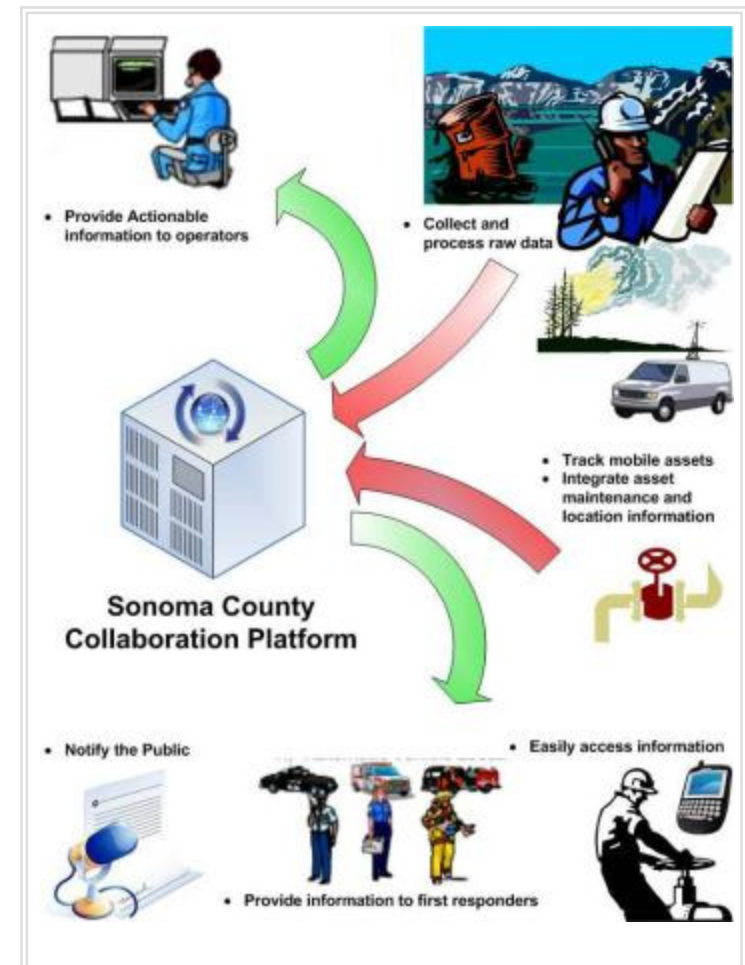 • Provide Actionable
information to operators
• Collect and
process raw data
• Track mobile assets
• Integrate asset
maintenance and
location information
Sonoma County
Collaboration Platform
• Notify the Public
• Easily access information
• Provide information to first responders